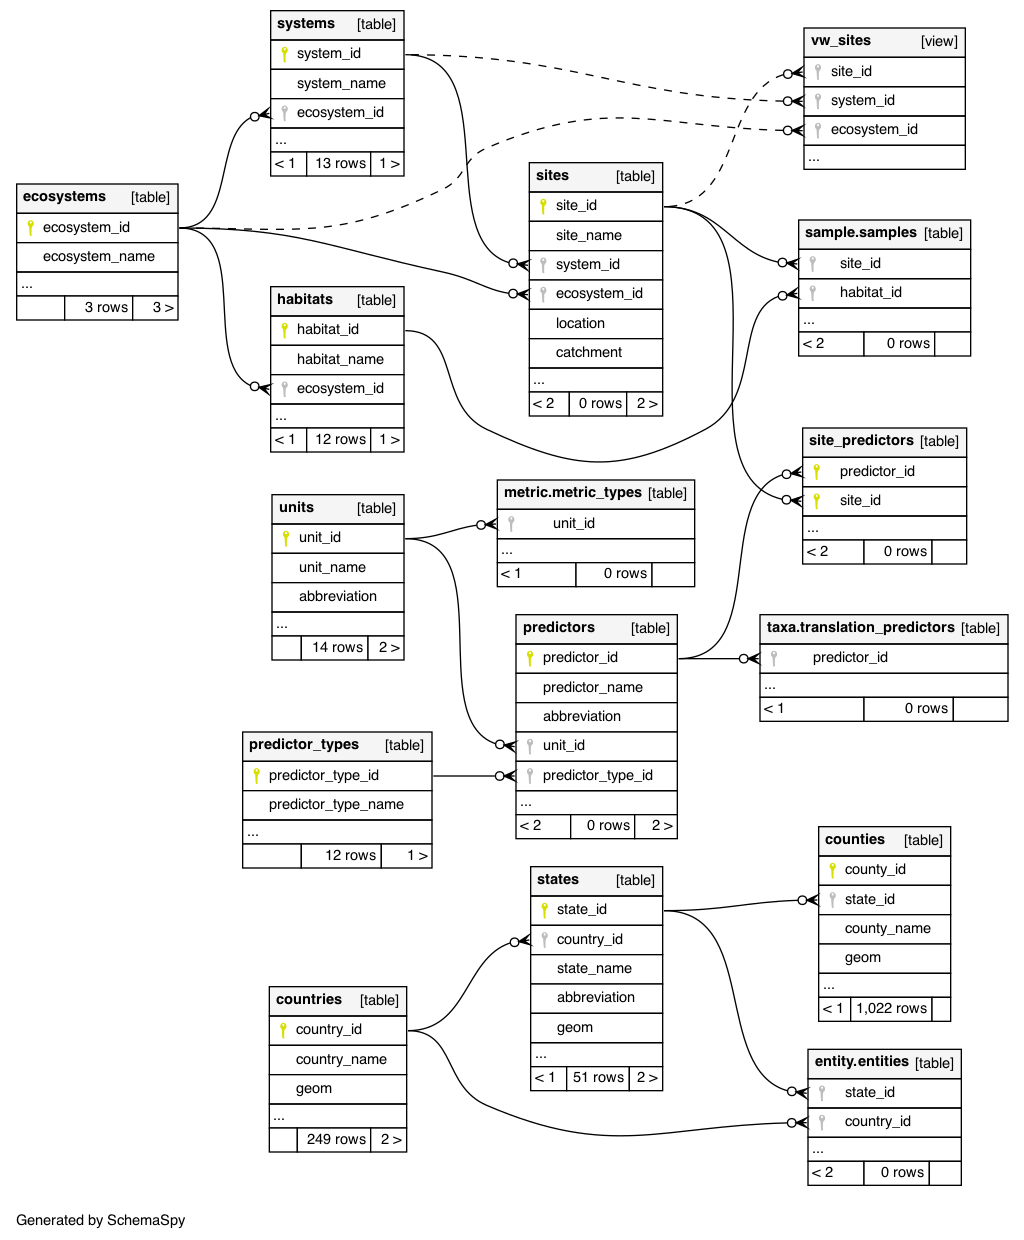 systems [table]
system_id
system_name
ecosystem_id
...
< 1 13 rows 1 >
vw_sites [view]
site_id
system_id
ecosystem_id
...
ecosystems [table]
ecosystem_id
ecosystem_name
...
3 rows 3 >
sites [table]
site_id
site_name
system_id
ecosystem_id
location
catchment
...
< 2 0 rows 2 >
sample.samples [table]
site_id
habitat_id
...
< 2 0 rows
habitats [table]
habitat_id
habitat_name
ecosystem_id
...
< 1 12 rows 1 >
site_predictors [table]
predictor_id
site_id
...
< 2 0 rows
units [table]
unit_id
unit_name
abbreviation
...
14 rows 2 >
metric.metric_types [table]
unit_id
...
< 1 0 rows
predictors [table]
predictor_id
predictor_name
abbreviation
unit_id
predictor_type_id
...
< 2 0 rows 2 >
taxa.translation_predictors [table]
predictor_id
...
< 1 0 rows
predictor_types [table]
predictor_type_id
predictor_type_name
...
12 rows 1 >
counties [table]
county_id
state_id
county_name
geom
...
< 1 1,022 rows
states [table]
state_id
country_id
state_name
abbreviation
geom
...
< 1 51 rows 2 >
countries [table]
country_id
country_name
geom
...
249 rows 2 >
entity.entities [table]
state_id
country_id
...
< 2 0 rows
Generated by SchemaSpy